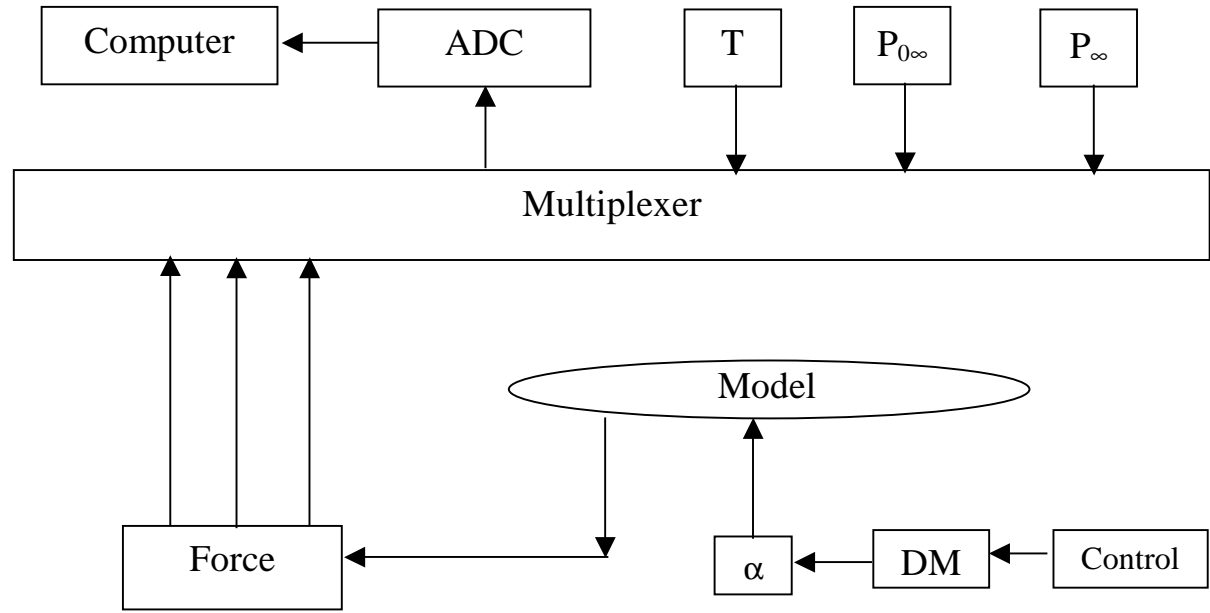 Computer
ADC
T
P₀∞
P∞
Multiplexer
Model
Force
α
DM
Control